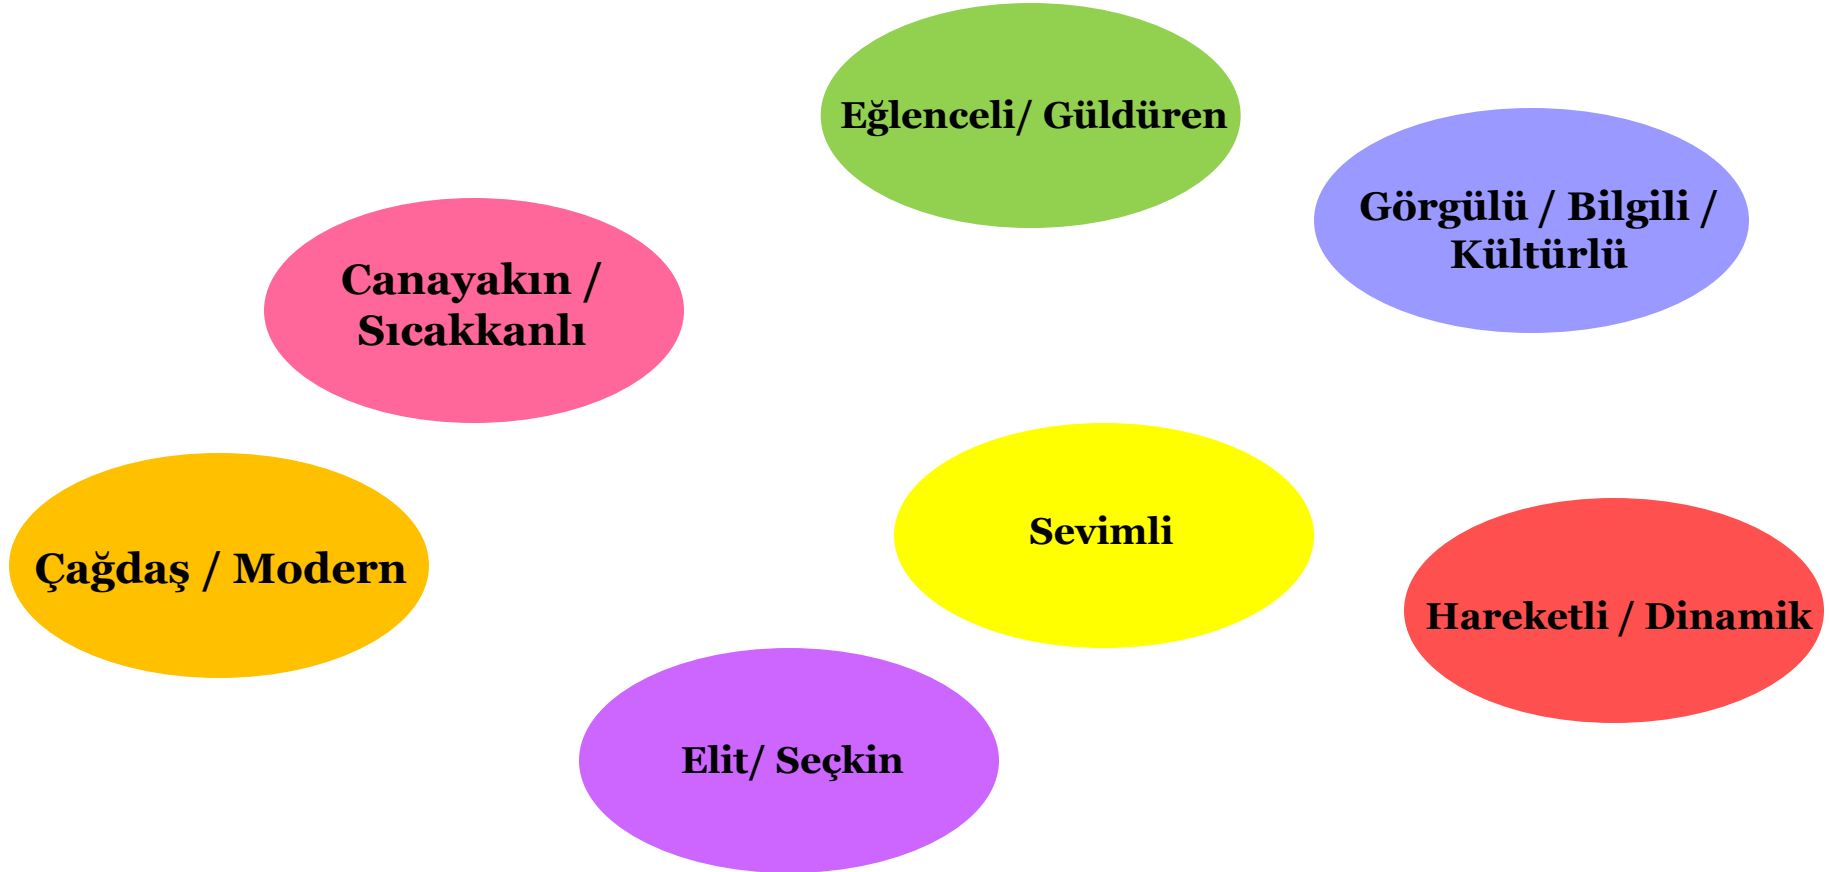 Eğlenceli/ Güldüren
Görgülü / Bilgili /
Kültürlü
Canayakın /
Sıcakkanlı
Sevimli
Çağdaş / Modern
Hareketli / Dinamik
Elit/ Seçkin